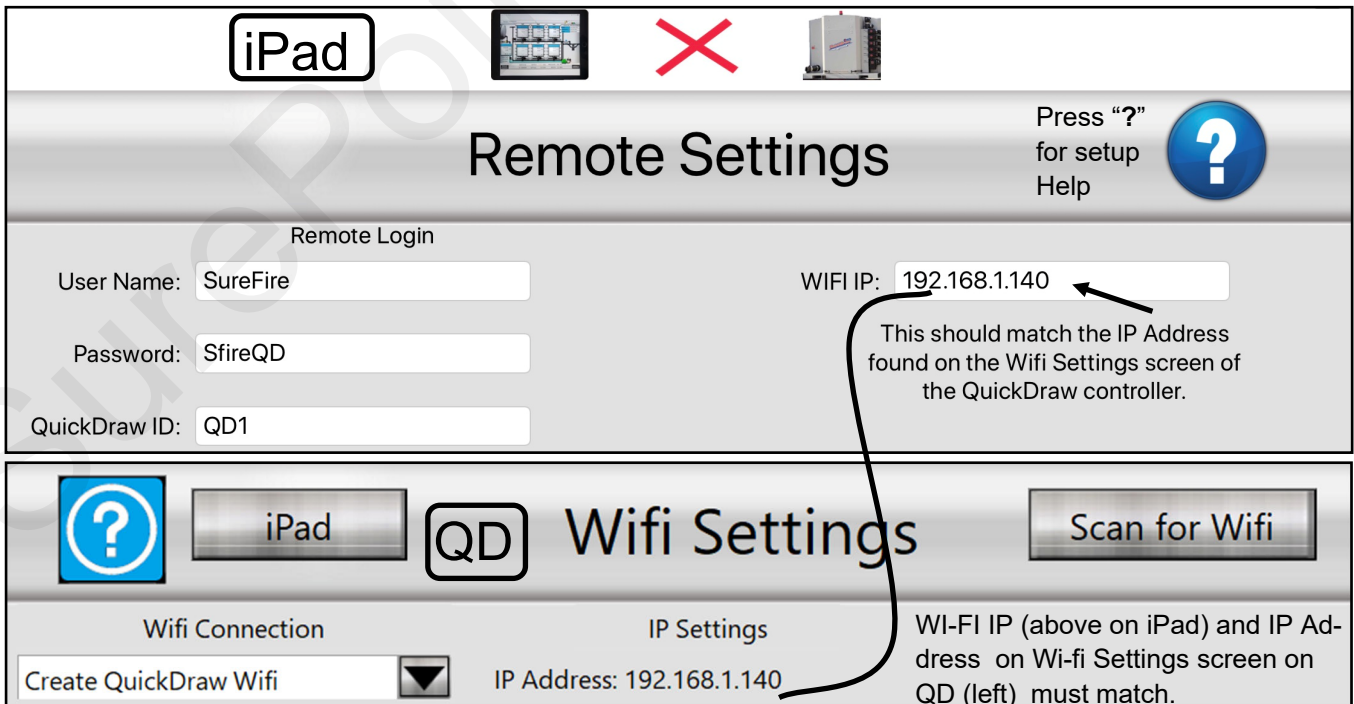 iPad
Remote Settings
Press “?”
for setup
Help
?
Remote Login
User Name: SureFire
WIFI IP: 192.168.1.140
This should match the IP Address
found on the Wifi Settings screen of
the QuickDraw controller.
Password: SfireQD
QuickDraw ID: QD1
?
iPad
QD
Wifi Settings
Scan for Wifi
Wifi Connection
IP Settings
WI-FI IP (above on iPad) and IP Ad-
dress on Wi-fi Settings screen on
QD (left) must match.
Create QuickDraw Wifi
IP Address: 192.168.1.140